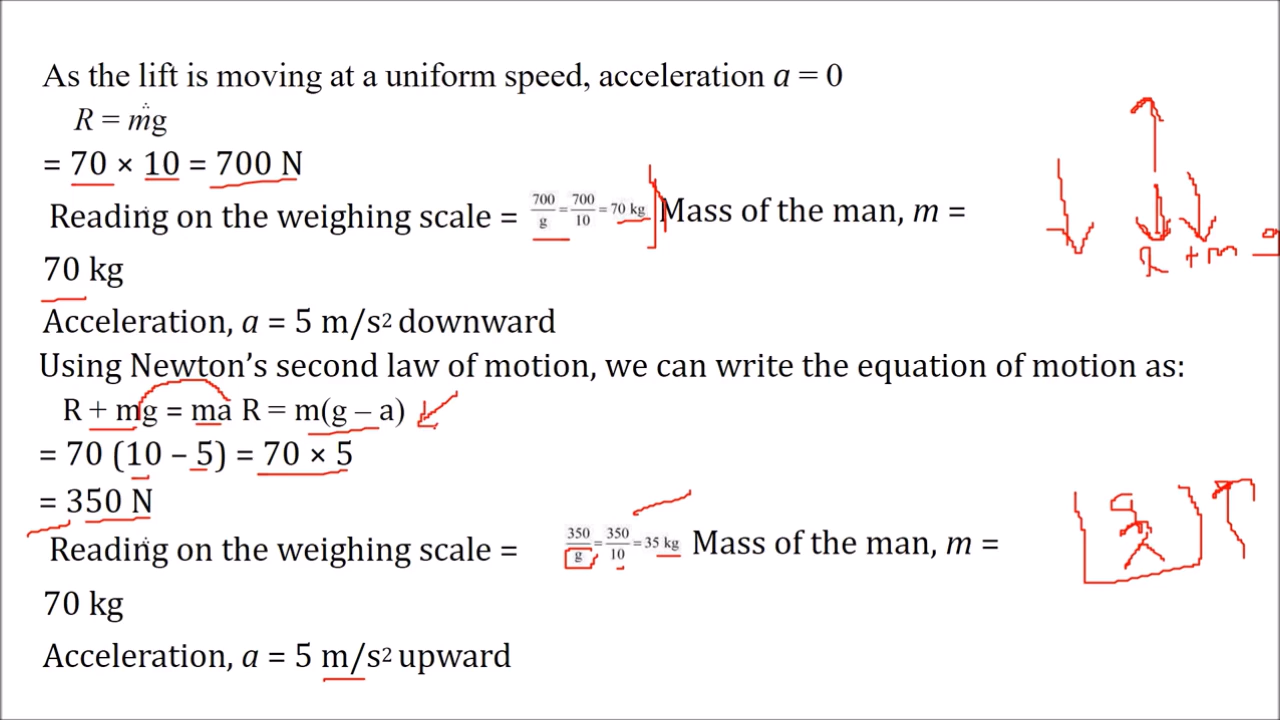 As the lift is moving at a uniform speed, acceleration a = 0
R = mg
= 70 × 10 = 700 N
Reading on the weighing scale = 700/g = 700/10 = 70 kg Mass of the man, m =
70 kg
Acceleration, a = 5 m/s² downward
Using Newton’s second law of motion, we can write the equation of motion as:
R + mg = ma R = m(g – a)
= 70 (10 – 5) = 70 × 5
= 350 N
Reading on the weighing scale = 350/g = 350/10 = 35 kg Mass of the man, m =
70 kg
Acceleration, a = 5 m/s² upward